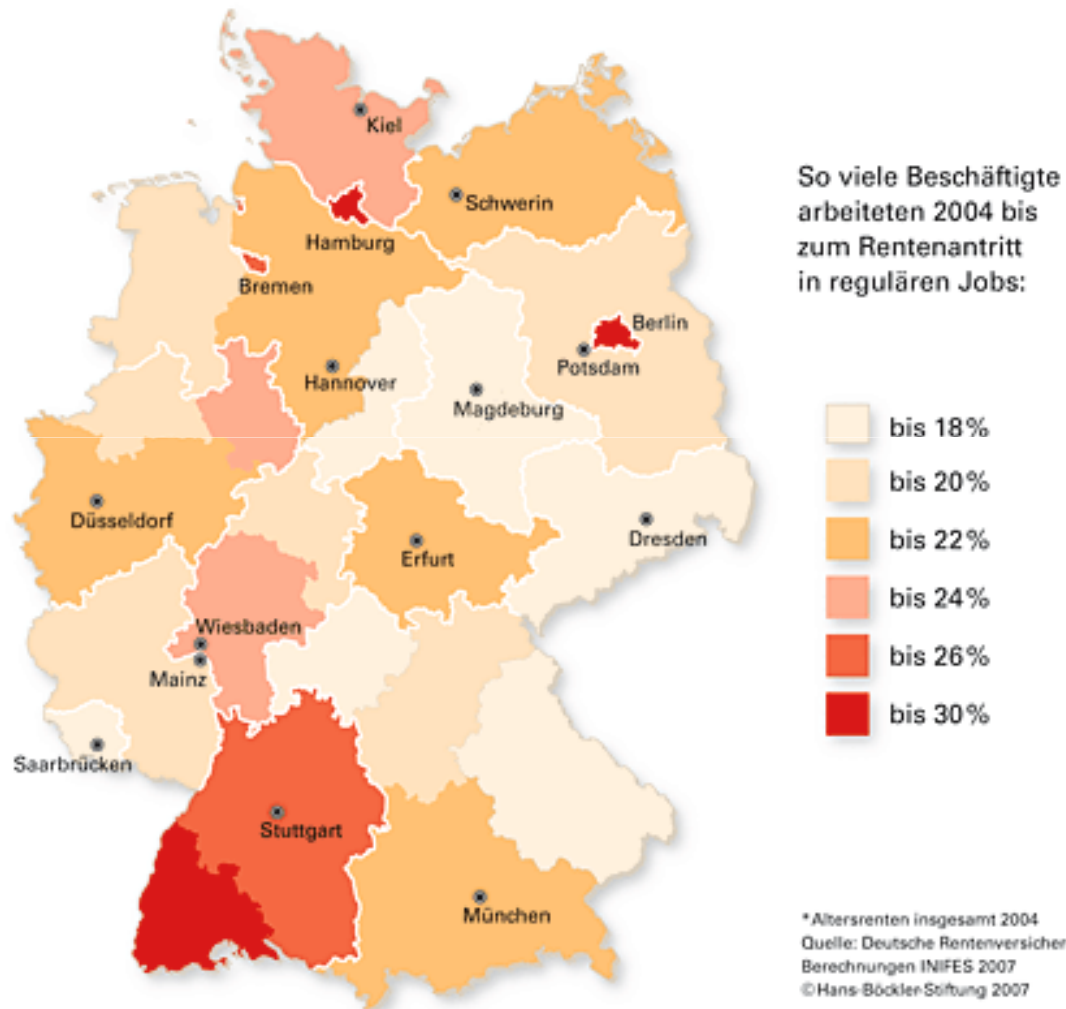 Kiel
Schwerin
Hamburg
Bremen
Berlin
Potsdam
Hannover
Magdeburg
Düsseldorf
Erfurt
Dresden
Wiesbaden
Mainz
Saarbrücken
Stuttgart
München
So viele Beschäftigte
arbeiteten 2004 bis
zum Rentenantritt
in regulären Jobs:
bis 18%
bis 20%
bis 22%
bis 24%
bis 26%
bis 30%
*Altersrenten insgesamt 2004
Quelle: Deutsche Rentenversicher
Berechnungen INIFES 2007
©Hans-Böckler-Stiftung 2007